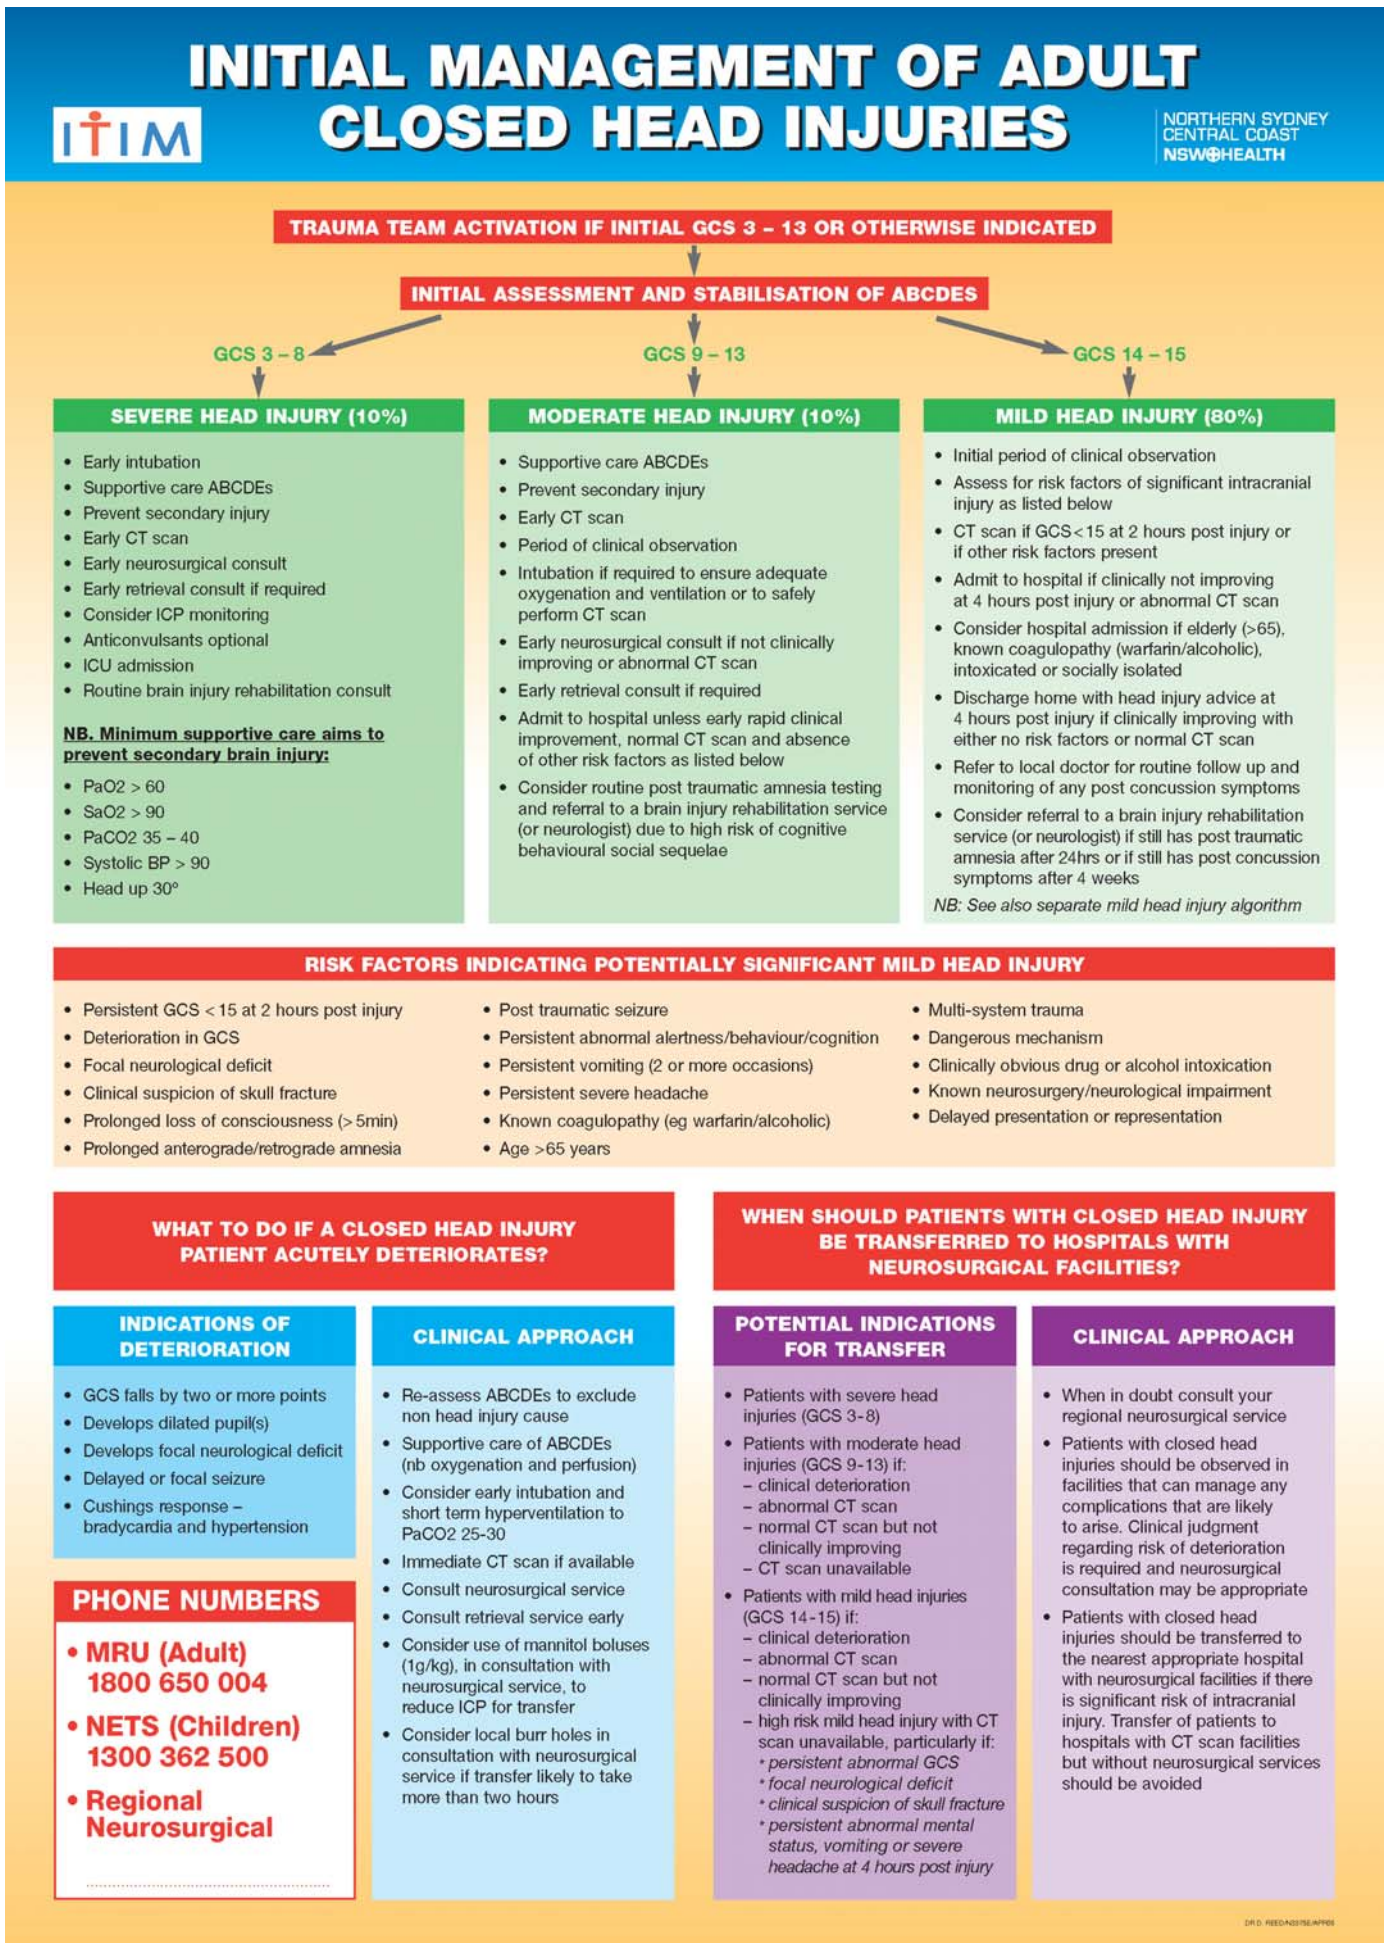 INITIAL MANAGEMENT OF ADULT
CLOSED HEAD INJURIES
ITIM
NORTHERN SYDNEY
CENTRAL COAST
NSW HEALTH
TRAUMA TEAM ACTIVATION IF INITIAL GCS 3 – 13 OR OTHERWISE INDICATED
INITIAL ASSESSMENT AND STABILISATION OF ABCDES
GCS 3 – 8
GCS 9 – 13
GCS 14 – 15
SEVERE HEAD INJURY (10%)
• Early intubation
• Supportive care ABCDEs
• Prevent secondary injury
• Early CT scan
• Early neurosurgical consult
• Early retrieval consult if required
• Consider ICP monitoring
• Anticonvulsants optional
• ICU admission
• Routine brain injury rehabilitation consult
NB. Minimum supportive care aims to
prevent secondary brain injury:
• PaO2 > 60
• SaO2 > 90
• PaCO2 35 – 40
• Systolic BP > 90
• Head up 30º
MODERATE HEAD INJURY (10%)
• Supportive care ABCDEs
• Prevent secondary injury
• Early CT scan
• Period of clinical observation
• Intubation if required to ensure adequate
oxygenation and ventilation or to safely
perform CT scan
• Early neurosurgical consult if not clinically
improving or abnormal CT scan
• Early retrieval consult if required
• Admit to hospital unless early rapid clinical
improvement, normal CT scan and absence
of other risk factors as listed below
• Consider routine post traumatic amnesia testing
and referral to a brain injury rehabilitation service
(or neurologist) due to high risk of cognitive
behavioural social sequelae
MILD HEAD INJURY (80%)
• Initial period of clinical observation
• Assess for risk factors of significant intracranial
injury as listed below
• CT scan if GCS<15 at 2 hours post injury or
if other risk factors present
• Admit to hospital if clinically not improving
at 4 hours post injury or abnormal CT scan
• Consider hospital admission if elderly (>65),
known coagulopathy (warfarin/alcoholic),
intoxicated or socially isolated
• Discharge home with head injury advice at
4 hours post injury if clinically improving with
either no risk factors or normal CT scan
• Refer to local doctor for routine follow up and
monitoring of any post concussion symptoms
• Consider referral to a brain injury rehabilitation
service (or neurologist) if still has post traumatic
amnesia after 24hrs or if still has post concussion
symptoms after 4 weeks
NB: See also separate mild head injury algorithm
RISK FACTORS INDICATING POTENTIALLY SIGNIFICANT MILD HEAD INJURY
• Persistent GCS < 15 at 2 hours post injury
• Deterioration in GCS
• Focal neurological deficit
• Clinical suspicion of skull fracture
• Prolonged loss of consciousness (> 5min)
• Prolonged anterograde/retrograde amnesia
• Post traumatic seizure
• Persistent abnormal alertness/behaviour/cognition
• Persistent vomiting (2 or more occasions)
• Persistent severe headache
• Known coagulopathy (eg warfarin/alcoholic)
• Age >65 years
• Multi-system trauma
• Dangerous mechanism
• Clinically obvious drug or alcohol intoxication
• Known neurosurgery/neurological impairment
• Delayed presentation or representation
WHAT TO DO IF A CLOSED HEAD INJURY
PATIENT ACUTELY DETERIORATES?
INDICATIONS OF
DETERIORATION
• GCS falls by two or more points
• Develops dilated pupil(s)
• Develops focal neurological deficit
• Delayed or focal seizure
• Cushings response –
bradycardia and hypertension
PHONE NUMBERS
• MRU (Adult)
1800 650 004
• NETS (Children)
1300 362 500
• Regional
Neurosurgical
CLINICAL APPROACH
• Re-assess ABCDEs to exclude
non head injury cause
• Supportive care of ABCDEs
(nb oxygenation and perfusion)
• Consider early intubation and
short term hyperventilation to
PaCO2 25-30
• Immediate CT scan if available
• Consult neurosurgical service
• Consult retrieval service early
• Consider use of mannitol boluses
(1g/kg), in consultation with
neurosurgical service, to
reduce ICP for transfer
• Consider local burr holes in
consultation with neurosurgical
service if transfer likely to take
more than two hours
WHEN SHOULD PATIENTS WITH CLOSED HEAD INJURY
BE TRANSFERRED TO HOSPITALS WITH
NEUROSURGICAL FACILITIES?
POTENTIAL INDICATIONS
FOR TRANSFER
• Patients with severe head
injuries (GCS 3-8)
• Patients with moderate head
injuries (GCS 9-13) if:
– clinical deterioration
– abnormal CT scan
– normal CT scan but not
clinically improving
– CT scan unavailable
• Patients with mild head injuries
(GCS 14-15) if:
– clinical deterioration
– abnormal CT scan
– normal CT scan but not
clinically improving
– high risk mild head injury with CT
scan unavailable, particularly if:
* persistent abnormal GCS
* focal neurological deficit
* clinical suspicion of skull fracture
* persistent abnormal mental
status, vomiting or severe
headache at 4 hours post injury
CLINICAL APPROACH
• When in doubt consult your
regional neurosurgical service
• Patients with closed head
injuries should be observed in
facilities that can manage any
complications that are likely
to arise. Clinical judgment
regarding risk of deterioration
is required and neurosurgical
consultation may be appropriate
• Patients with closed head
injuries should be transferred to
the nearest appropriate hospital
with neurosurgical facilities if there
is significant risk of intracranial
injury. Transfer of patients to
hospitals with CT scan facilities
but without neurosurgical services
should be avoided
DR D.